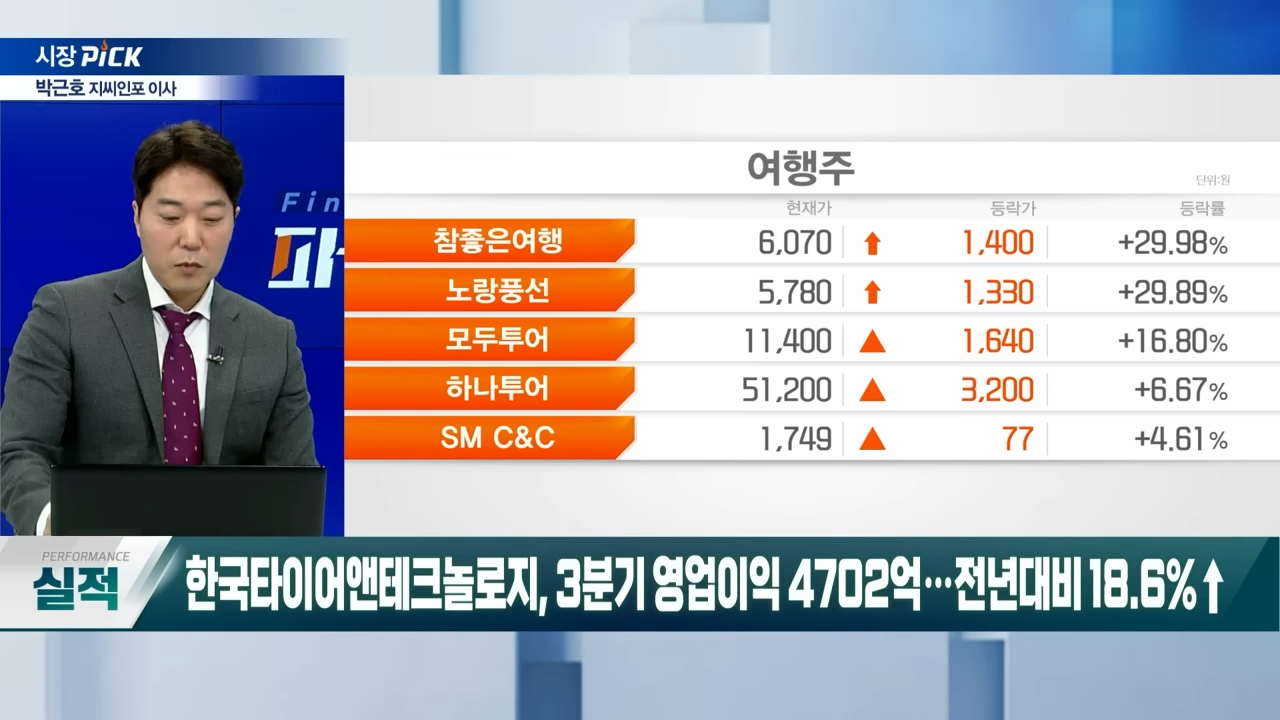 시장 PiCK
박근호 지씨인포 이사
Fin
파
여행주
단위:원
현재가 등락가 등락률
참좋은여행 6,070 ⬆ 1,400 +29.98%
노랑풍선 5,780 ⬆ 1,330 +29.89%
모두투어 11,400 ▲ 1,640 +16.80%
하나투어 51,200 ▲ 3,200 +6.67%
SM C&C 1,749 ▲ 77 +4.61%
PERFORMANCE
실적
한국타이어앤테크놀로지, 3분기 영업이익 4702억…전년대비 18.6%↑